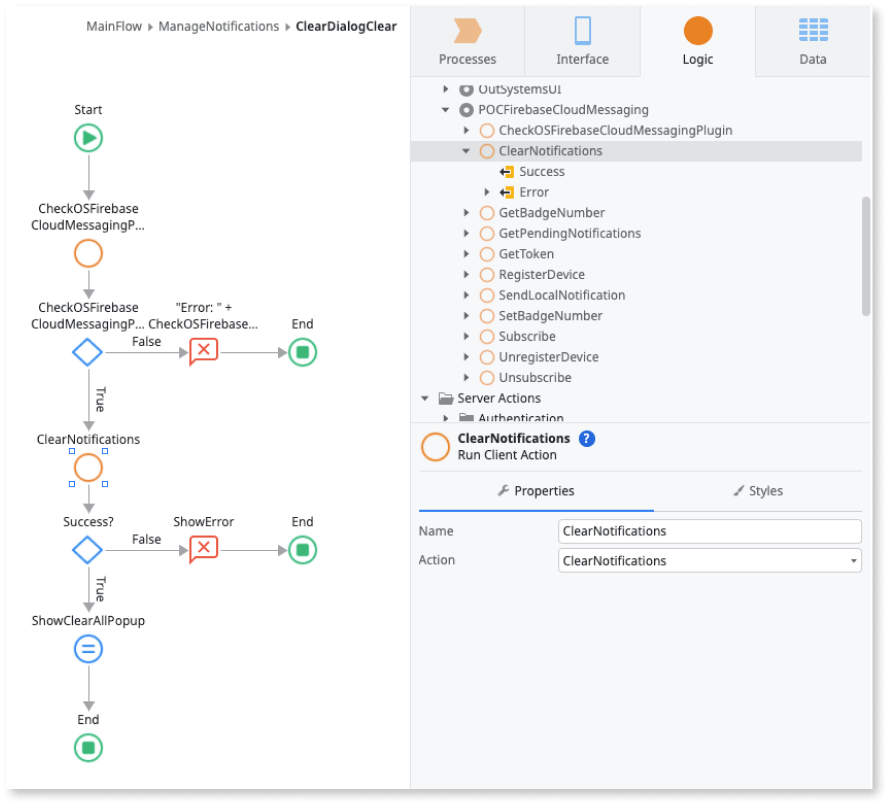 MainFlow ▸ ManageNotifications ▸ ClearDialogClear
Start
CheckOSFirebase
CloudMessagingP...
CheckOSFirebase
CloudMessagingP...
"Error: " +
CheckOSFirebase...
End
False
True
ClearNotifications
Success?
ShowError
End
False
True
ShowClearAllPopup
End
Processes
Interface
Logic
Data
OutSystemsUI
POCFirebaseCloudMessaging
CheckOSFirebaseCloudMessagingPlugin
ClearNotifications
Success
Error
GetBadgeNumber
GetPendingNotifications
GetToken
RegisterDevice
SendLocalNotification
SetBadgeNumber
Subscribe
UnregisterDevice
Unsubscribe
Server Actions
Authentication
ClearNotifications ?
Run Client Action
Properties
Styles
Name ClearNotifications
Action ClearNotifications